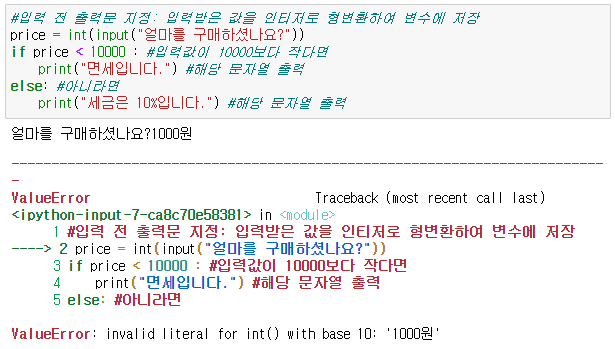 #입력 전 출력문 지정: 입력받은 값을 인티저로 형변환하여 변수에 저장
price = int(input("얼마를 구매하셨나요?"))
if price < 10000 : #입력값이 10000보다 작다면
    print("면세입니다.") #해당 문자열 출력
else: #아니라면
    print("세금은 10%입니다.") #해당 문자열 출력
얼마를 구매하셨나요?1000원
---------------------------------------------------------------------------
ValueError                                Traceback (most recent call last)
<ipython-input-7-ca8c70e58381> in <module>
      1 #입력 전 출력문 지정: 입력받은 값을 인티저로 형변환하여 변수에 저장
----> 2 price = int(input("얼마를 구매하셨나요?"))
      3 if price < 10000 : #입력값이 10000보다 작다면
      4     print("면세입니다.") #해당 문자열 출력
      5 else: #아니라면
ValueError: invalid literal for int() with base 10: '1000원'